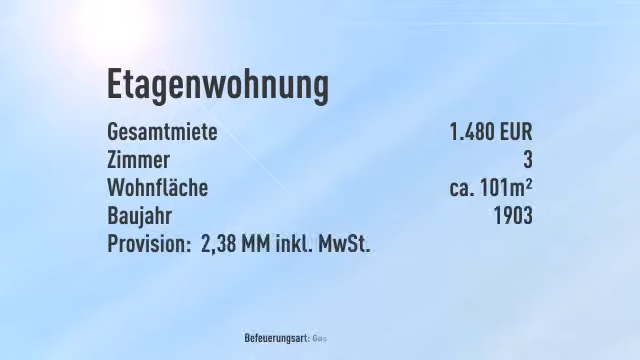 Etagenwohnung
Gesamtmiete 1.480 EUR
Zimmer 3
Wohnfläche ca. 101m²
Baujahr 1903
Provision: 2,38 MM inkl. MwSt.
Befeuerungsart: Gas